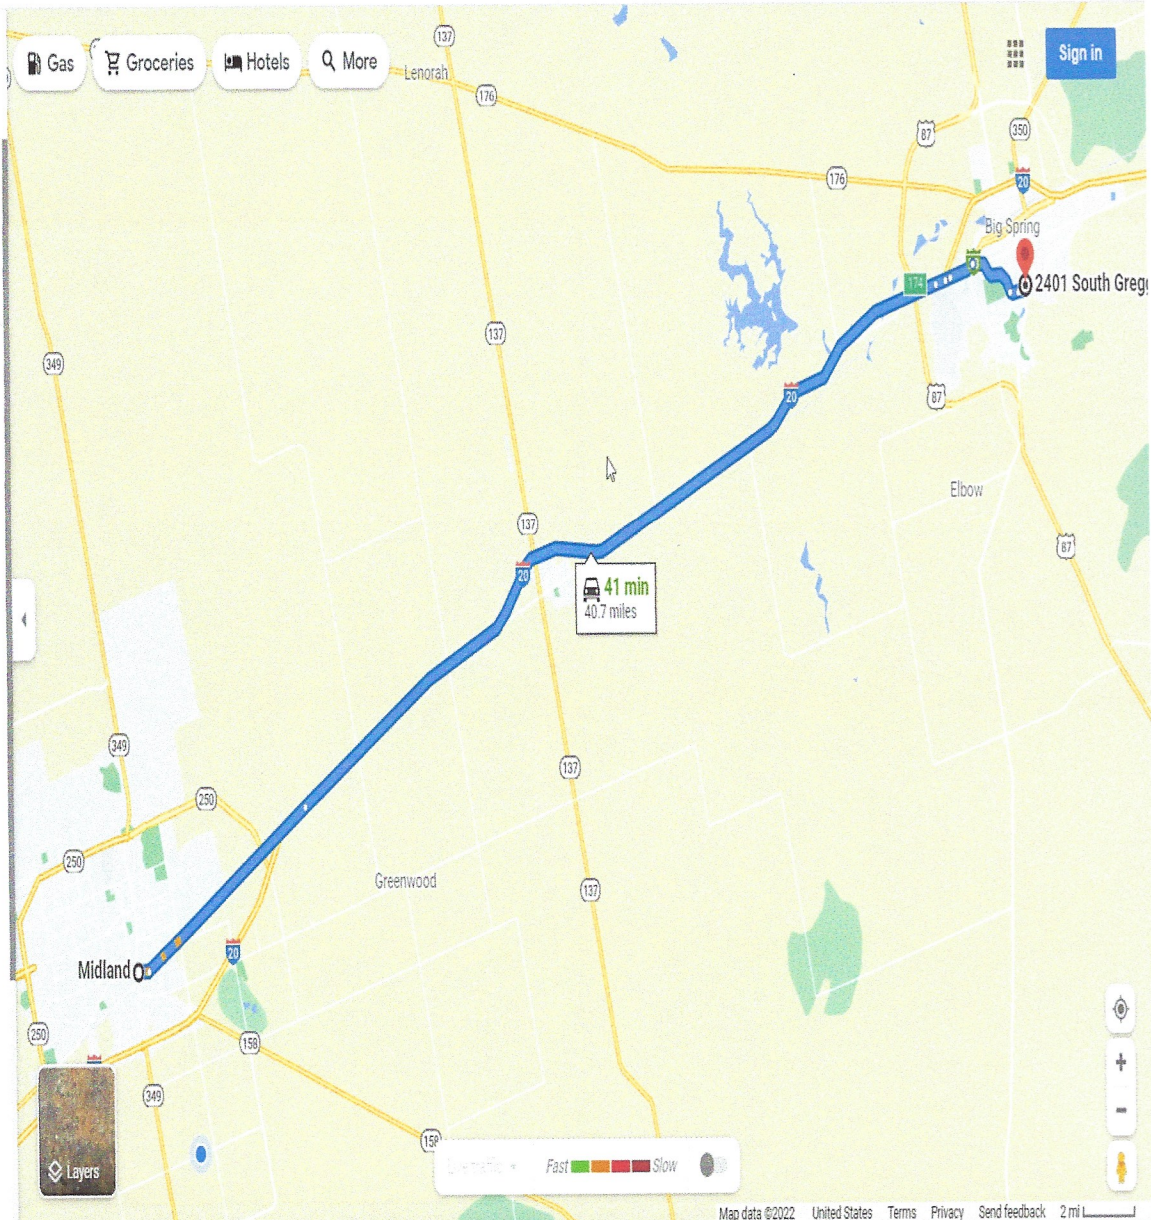 Gas
Groceries
Hotels
More
Sign in
137
Lenorah
176
87
350
20
176
Big Spring
174
2401 South Gregg
137
349
20
87
Elbow
137
87
20
41 min
40.7 miles
349
137
250
250
Greenwood
137
20
Midland
250
158
349
158
Layers
Live traffic
Fast
Slow
Map data ©2022 United States Terms Privacy Send feedback 2 mi